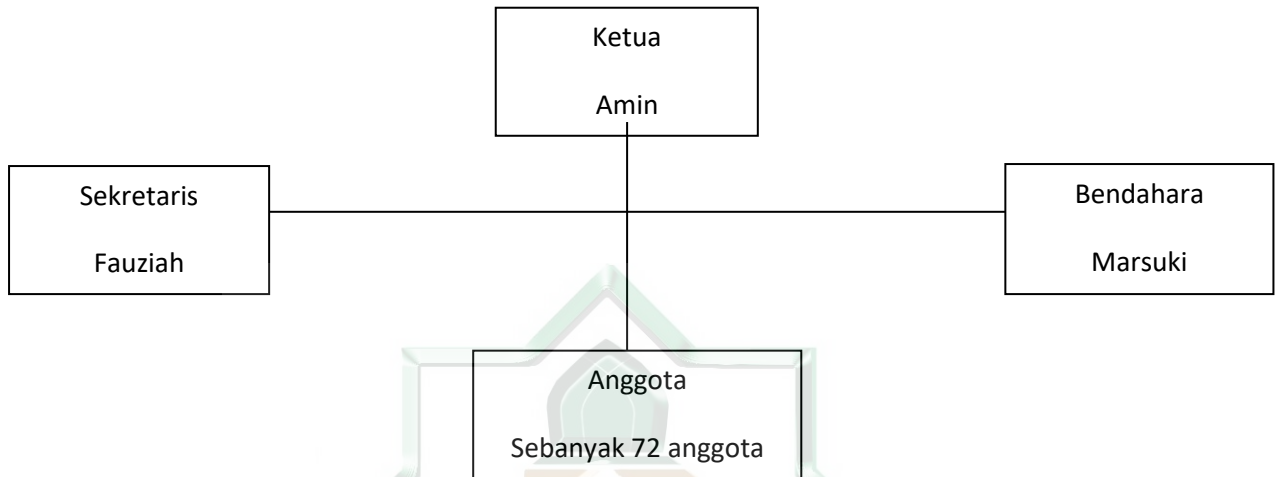 Ketua
Amin
Sekretaris
Fauziah
Bendahara
Marsuki
Anggota
Sebanyak 72 anggota